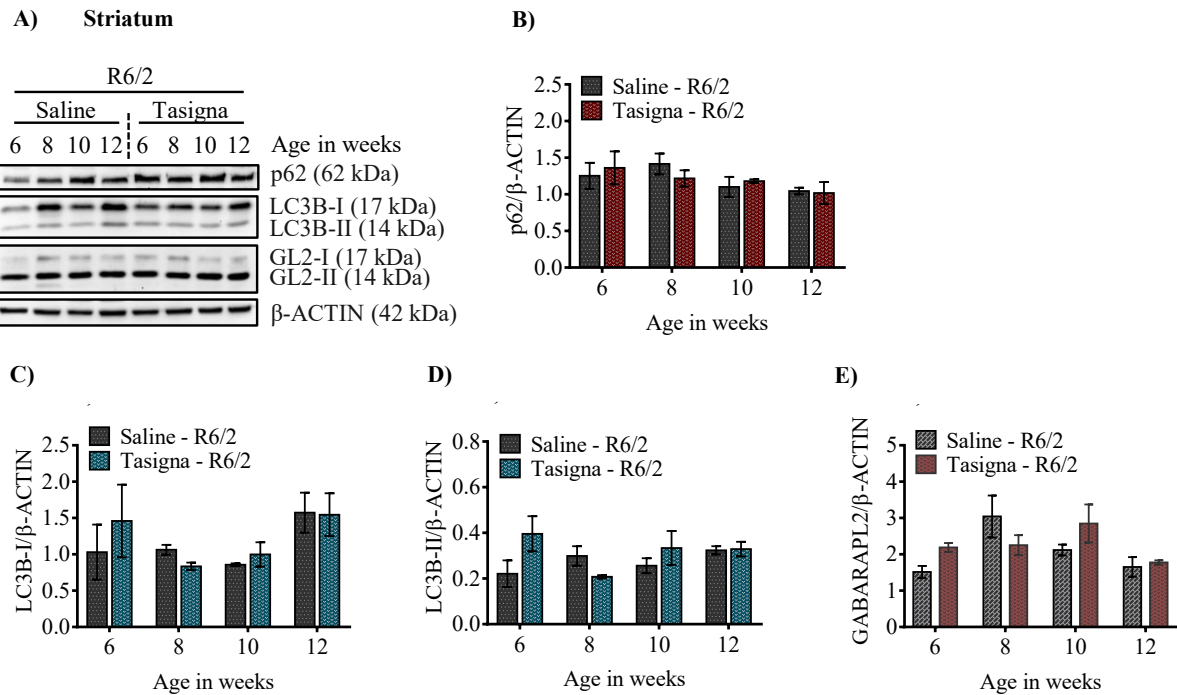 A) Striatum
R6/2
Saline Tasigna
6 8 10 12 6 8 10 12 Age in weeks
p62 (62 kDa)
LC3B-I (17 kDa)
LC3B-II (14 kDa)
GL2-I (17 kDa)
GL2-II (14 kDa)
β-ACTIN (42 kDa)
B)
Saline - R6/2
Tasigna - R6/2
p62/β-ACTIN
2.5
2.0
1.5
1.0
0.5
0.0
6 8 10 12
Age in weeks
C)
Saline - R6/2
Tasigna - R6/2
LC3B-I/β-ACTIN
2.5
2.0
1.5
1.0
0.5
0.0
6 8 10 12
Age in weeks
D)
Saline - R6/2
Tasigna - R6/2
LC3B-II/β-ACTIN
0.8
0.6
0.4
0.2
0.0
6 8 10 12
Age in weeks
E)
Saline - R6/2
Tasigna - R6/2
GABARAPL2/β-ACTIN
5
4
3
2
1
0
6 8 10 12
Age in weeks